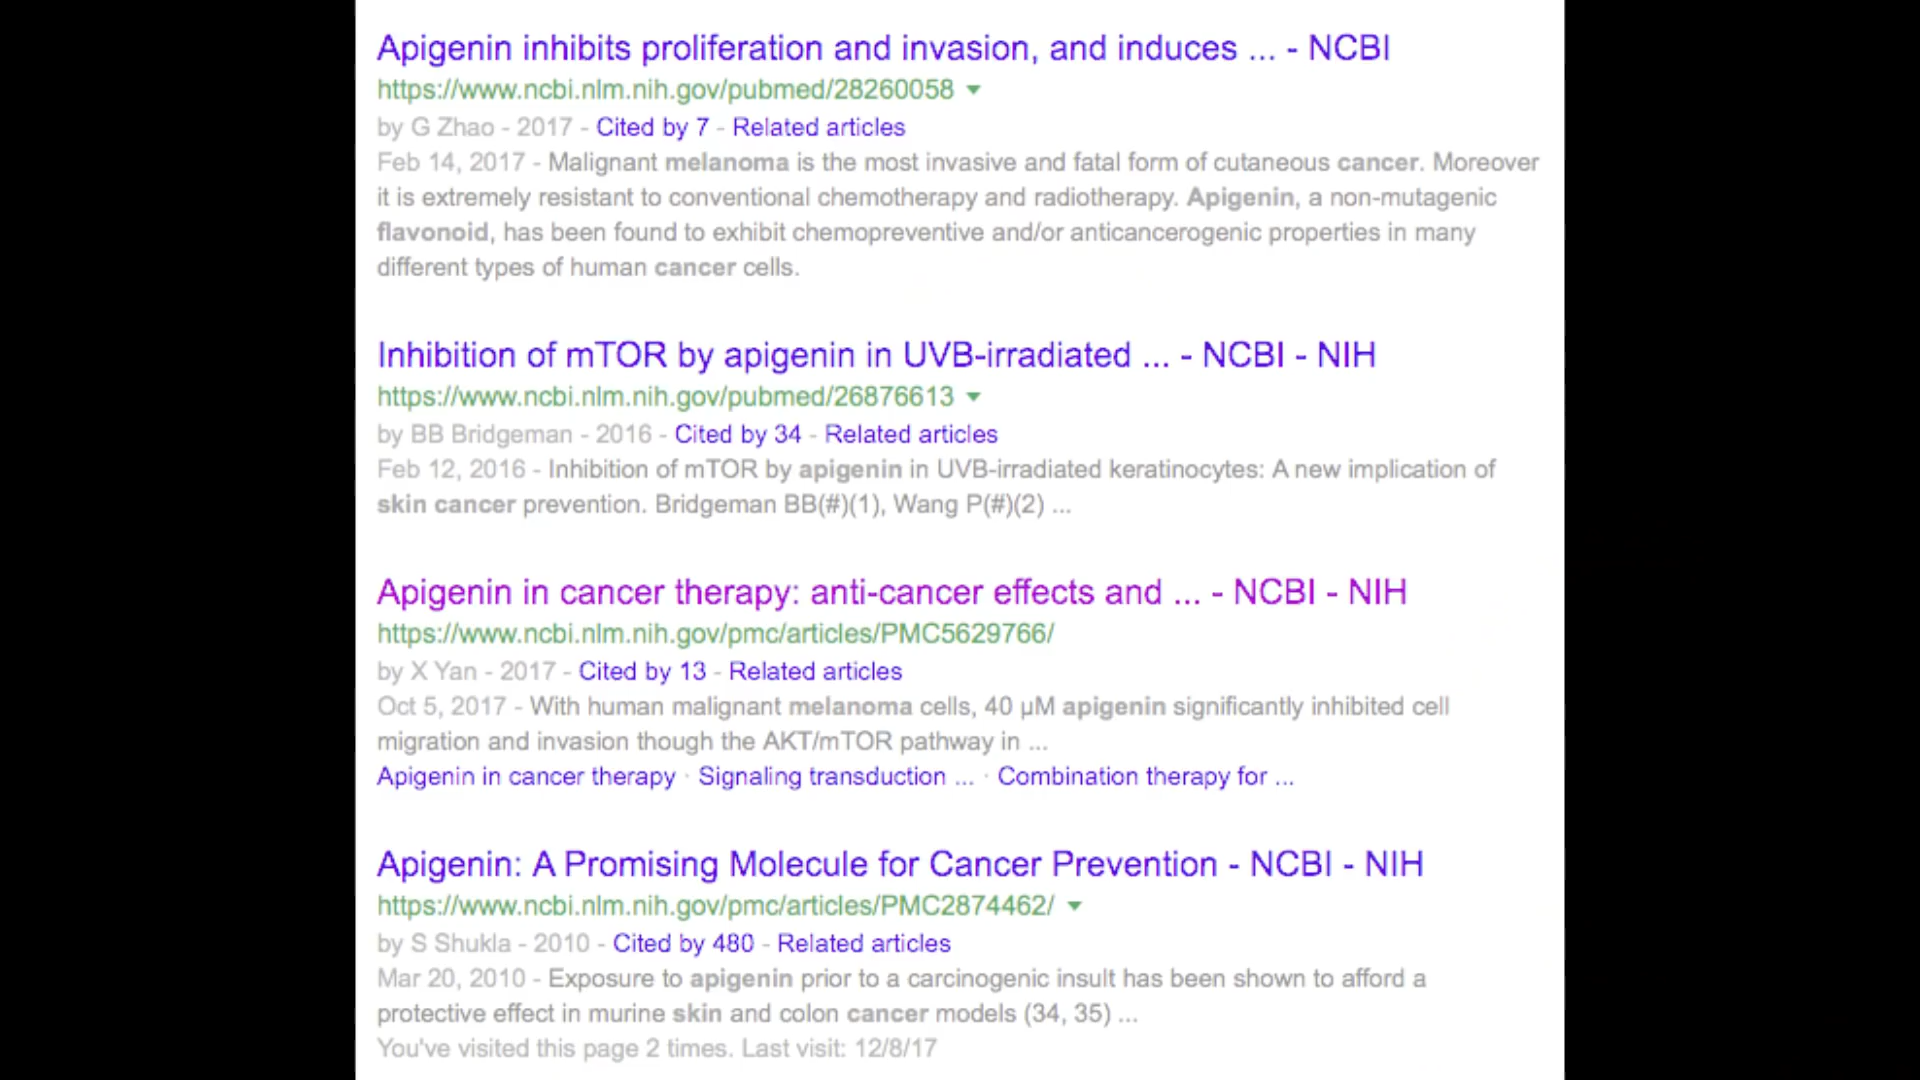 Apigenin inhibits proliferation and invasion, and induces ... - NCBI
https://www.ncbi.nlm.nih.gov/pubmed/28260058
by G Zhao - 2017 - Cited by 7 - Related articles
Feb 14, 2017 - Malignant melanoma is the most invasive and fatal form of cutaneous cancer. Moreover
it is extremely resistant to conventional chemotherapy and radiotherapy. Apigenin, a non-mutagenic
flavonoid, has been found to exhibit chemopreventive and/or anticancerogenic properties in many
different types of human cancer cells.
Inhibition of mTOR by apigenin in UVB-irradiated ... - NCBI - NIH
https://www.ncbi.nlm.nih.gov/pubmed/26876613
by BB Bridgeman - 2016 - Cited by 34 - Related articles
Feb 12, 2016 - Inhibition of mTOR by apigenin in UVB-irradiated keratinocytes: A new implication of
skin cancer prevention. Bridgeman BB(#)(1), Wang P(#)(2) ...
Apigenin in cancer therapy: anti-cancer effects and ... - NCBI - NIH
https://www.ncbi.nlm.nih.gov/pmc/articles/PMC5629766/
by X Yan - 2017 - Cited by 13 - Related articles
Oct 5, 2017 - With human malignant melanoma cells, 40 μM apigenin significantly inhibited cell
migration and invasion though the AKT/mTOR pathway in ...
Apigenin in cancer therapy · Signaling transduction ... · Combination therapy for ...
Apigenin: A Promising Molecule for Cancer Prevention - NCBI - NIH
https://www.ncbi.nlm.nih.gov/pmc/articles/PMC2874462/
by S Shukla - 2010 - Cited by 480 - Related articles
Mar 20, 2010 - Exposure to apigenin prior to a carcinogenic insult has been shown to afford a
protective effect in murine skin and colon cancer models (34, 35) ...
You've visited this page 2 times. Last visit: 12/8/17